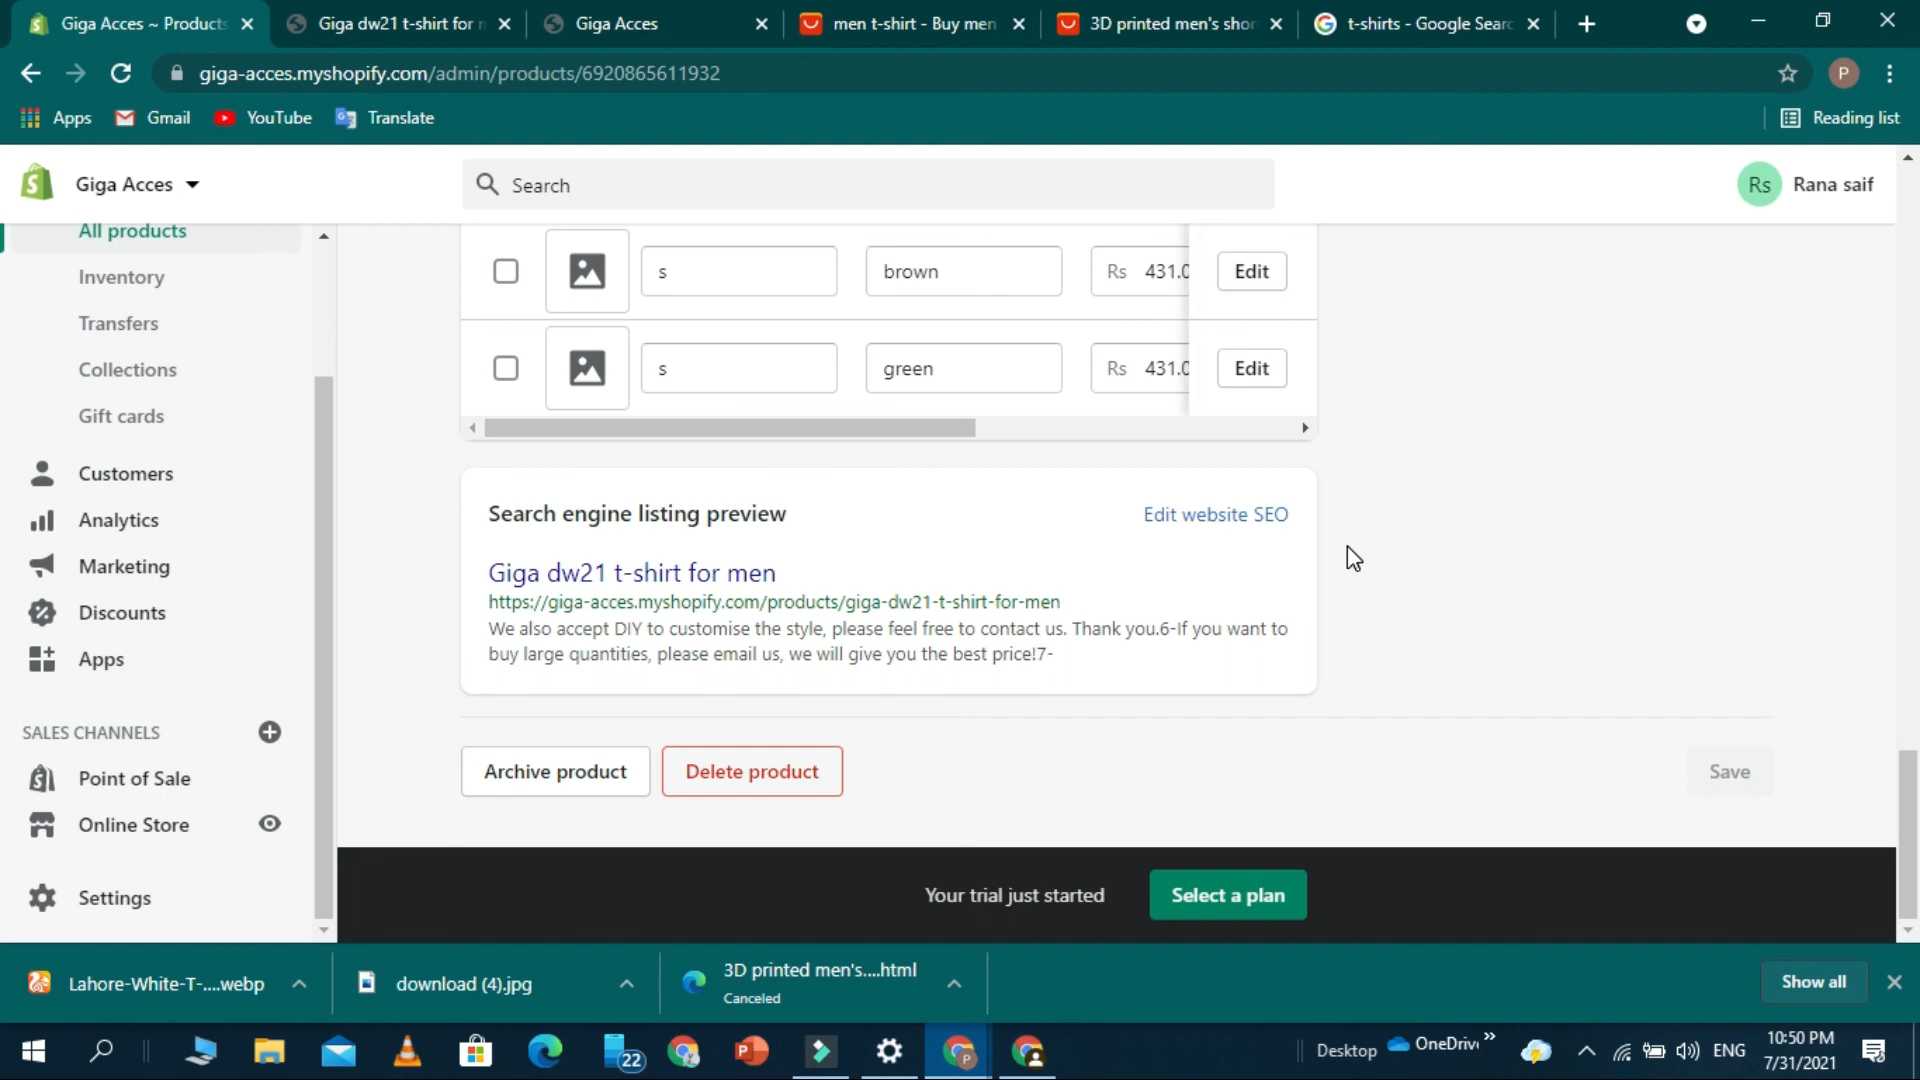 Giga Acces ~ Products
Giga dw21 t-shirt for
Giga Acces
men t-shirt - Buy men
3D printed men's shor
t-shirts - Google Searc
giga-acces.myshopify.com/admin/products/6920865611932
P
Apps
Gmail
YouTube
Translate
Reading list
Giga Acces
Search
Rs
Rana saif
All products
Inventory
Transfers
Collections
Gift cards
Customers
Analytics
Marketing
Discounts
Apps
SALES CHANNELS
Point of Sale
Online Store
Settings
s
brown
Rs 431.0
Edit
s
green
Rs 431.0
Edit
Search engine listing preview
Edit website SEO
Giga dw21 t-shirt for men
https://giga-acces.myshopify.com/products/giga-dw21-t-shirt-for-men
We also accept DIY to customise the style, please feel free to contact us. Thank you.6-If you want to
buy large quantities, please email us, we will give you the best price!7-
Archive product
Delete product
Save
Your trial just started
Select a plan
Lahore-White-T-....webp
download (4).jpg
3D printed men's....html
Canceled
Show all
22
P
Desktop
OneDriv
ENG
10:50 PM
7/31/2021